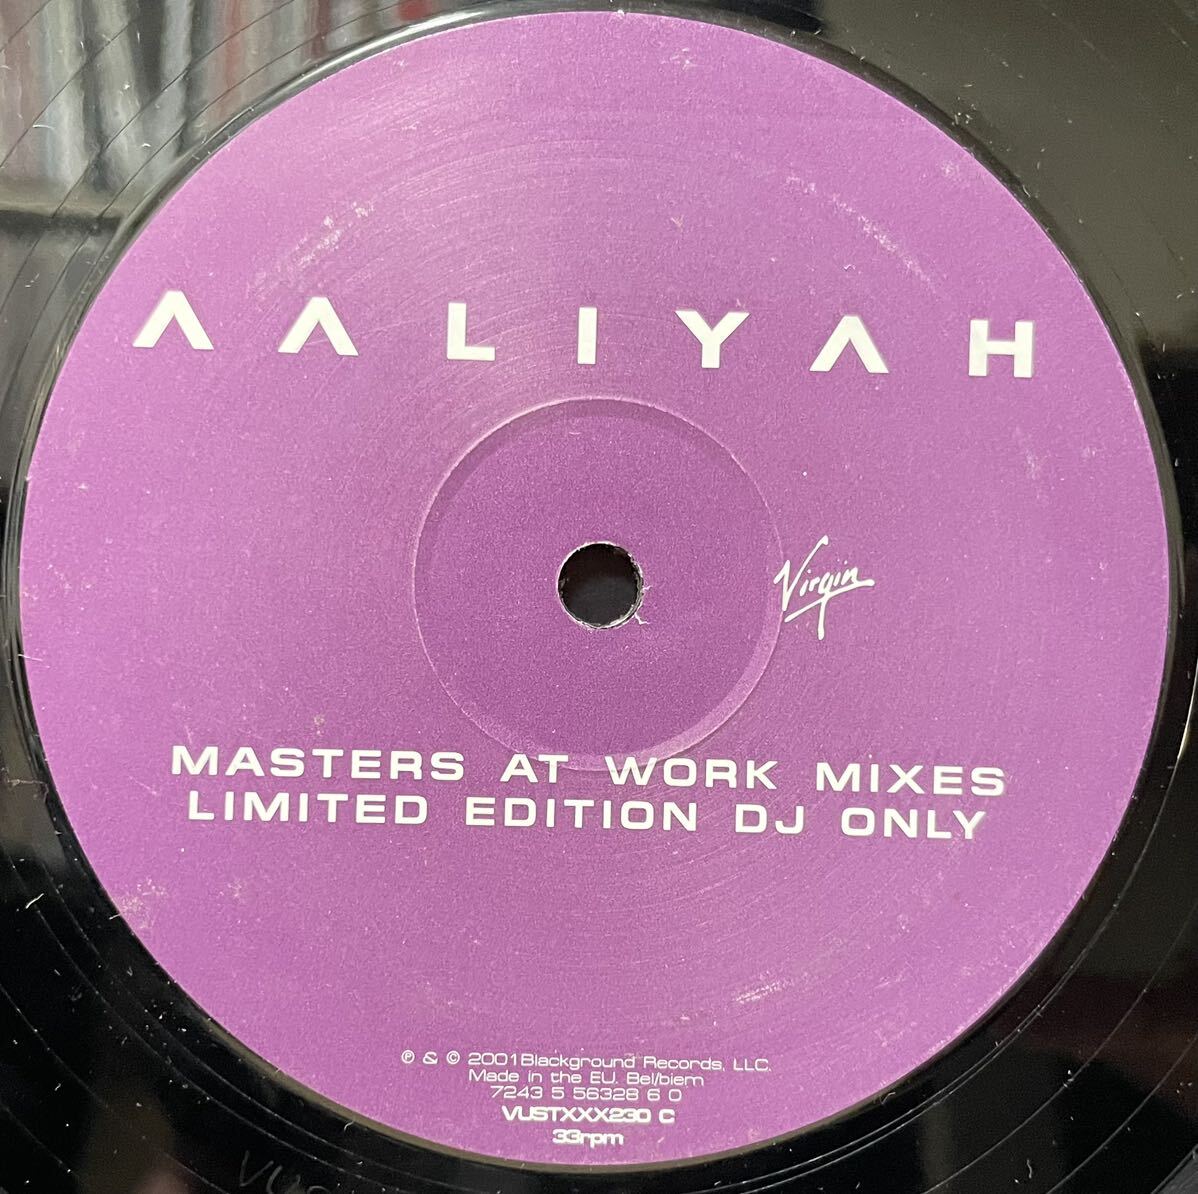 AALIYAH
Virgin
MASTERS AT WORK MIXES
LIMITED EDITION DJ ONLY
℗ & © 2001 Blackground Records, LLC.
Made in the EU. Bel/biem
7243 5 56328 6 0
VUSTXXX230 C
33rpm